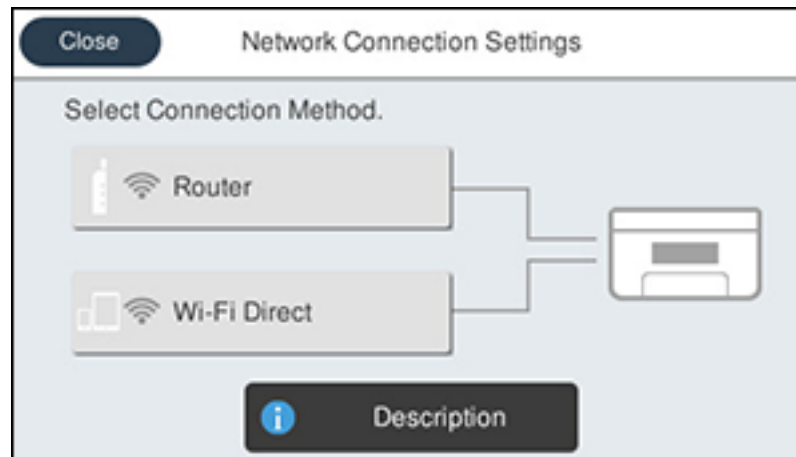 Close
Network Connection Settings
Select Connection Method.
Router
Wi-Fi Direct
i
Description